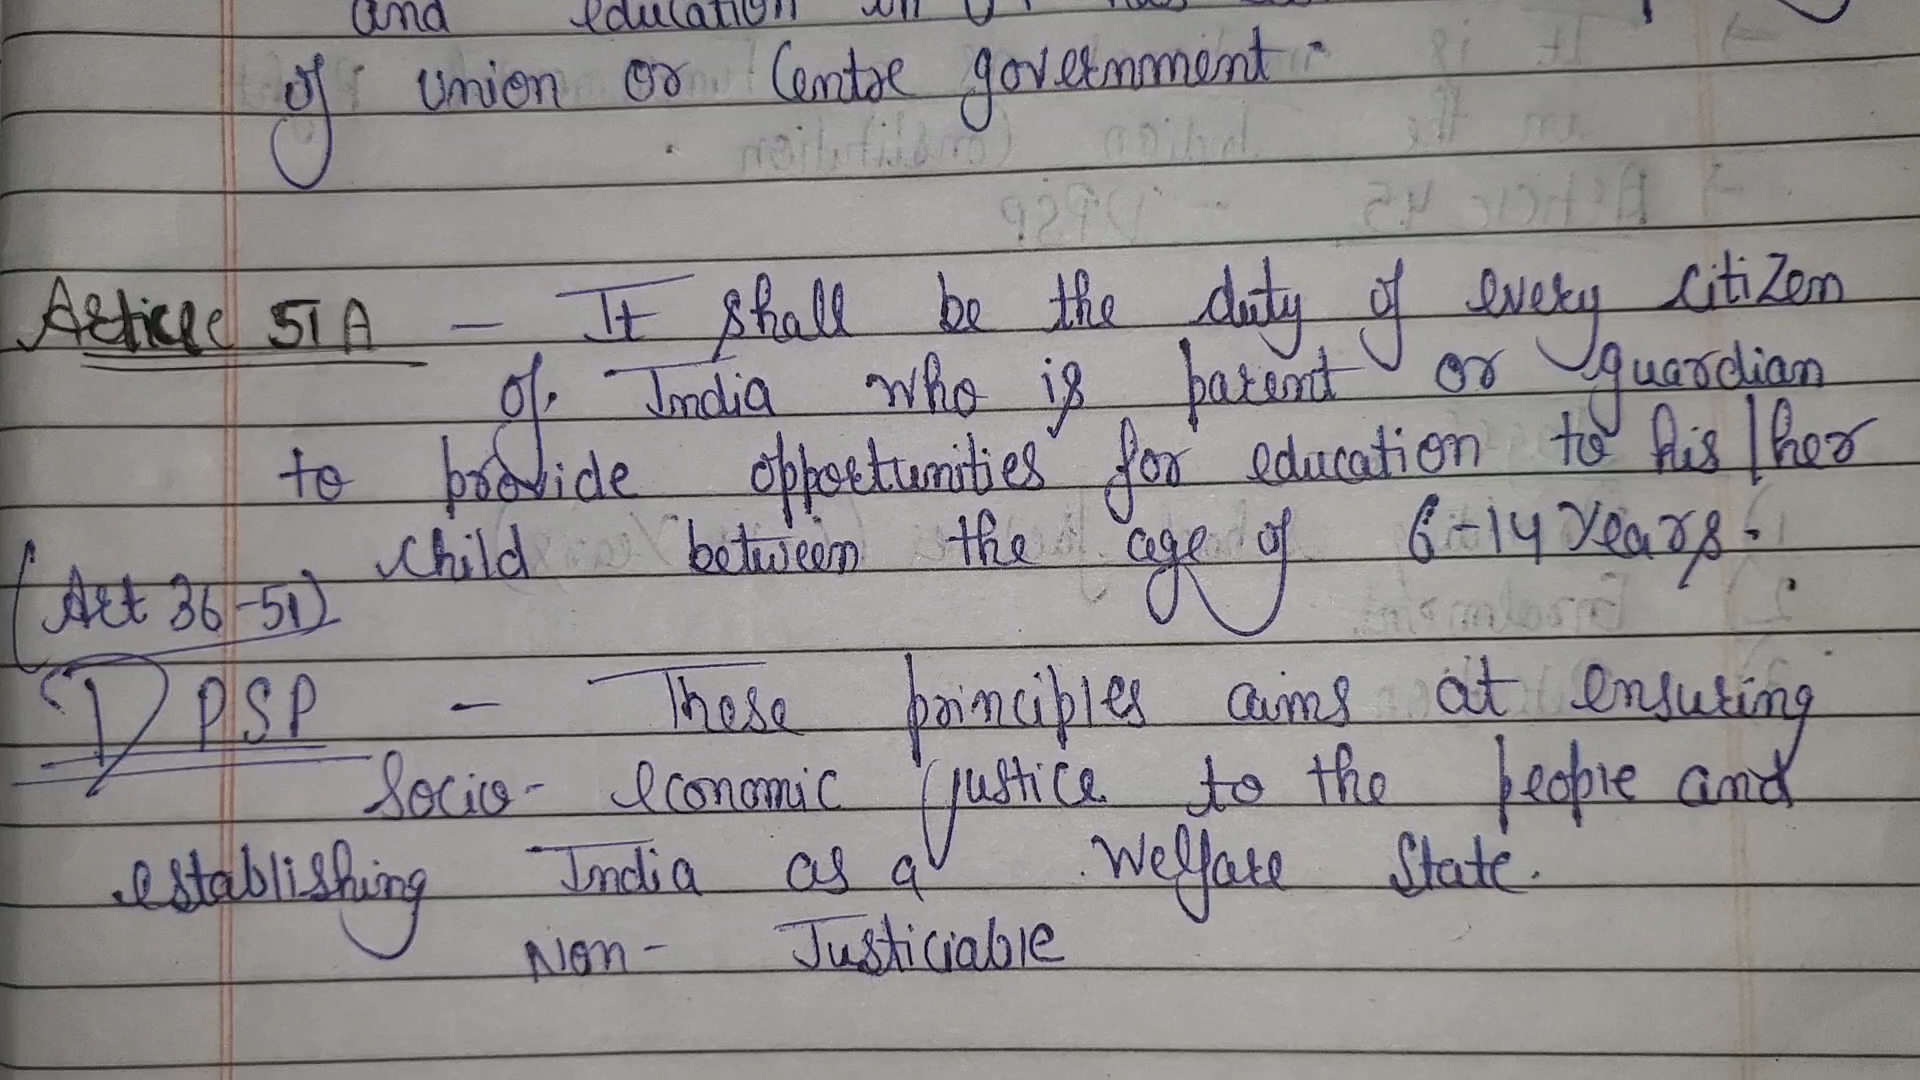 and education in
of union or Centre government.
Article 51A - It shall be the duty of every citizen
of India who is parent or guardian
to provide opportunities for education to his/her
child between the age of 6-14 Years.
(Art 36-51)
DPSP - These principles aims at ensuring
Socio-economic justice to the people and
establishing India as a Welfare State.
Non-Justiciable